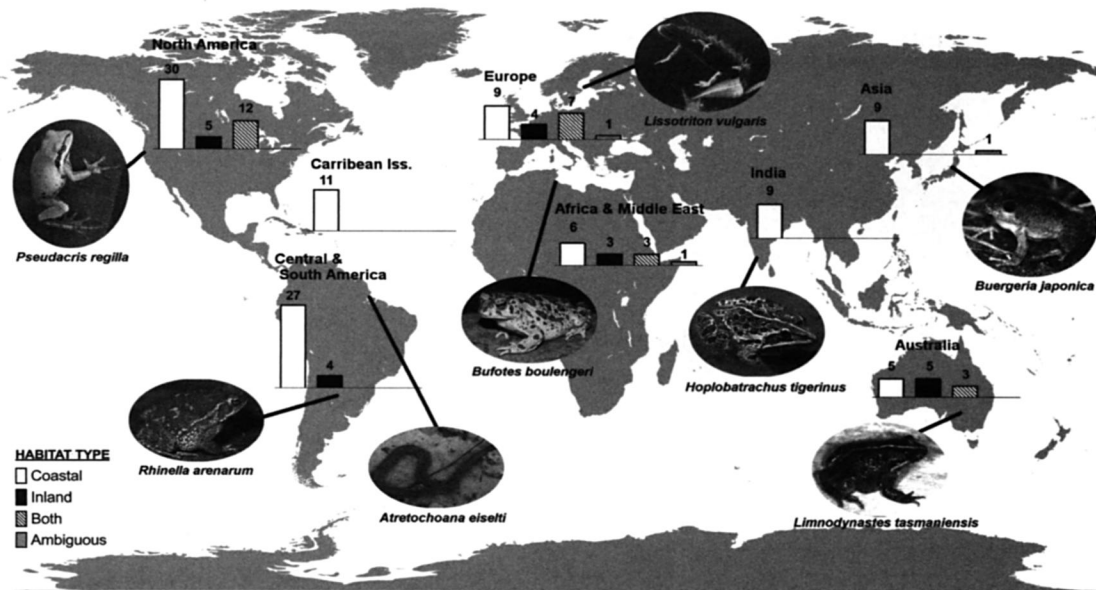 North America
30
5
12
Pseudacris regilla
Carribean Iss.
11
Central &
South America
27
4
Rhinella arenarum
Atretochoana eiselti
Europe
9
4
7
1
Lissotriton vulgaris
Africa & Middle East
6
3
3
1
Bufotes boulengeri
India
9
Hoplobatrachus tigerinus
Asia
9
1
Buergeria japonica
Australia
5
5
3
Limnodynastes tasmaniensis
HABITAT TYPE
Coastal
Inland
Both
Ambiguous